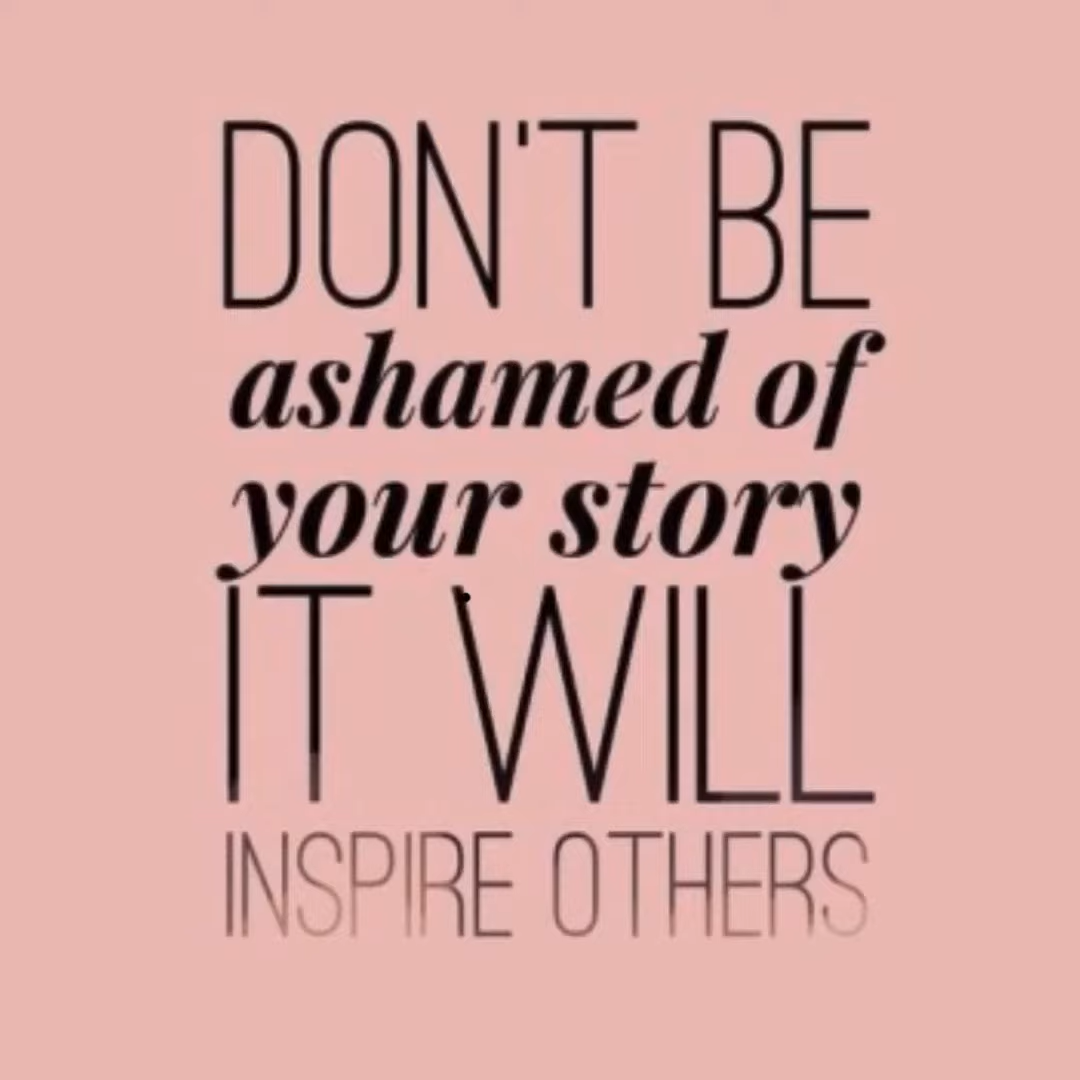 DON'T BE
ashamed of
your story
IT WILL
INSPIRE OTHERS